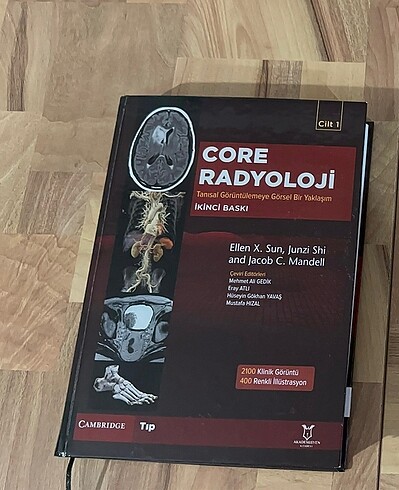 Cilt 1
CORE
RADYOLOJİ
Tanısal Görüntülemeye Görsel Bir Yaklaşım
İKİNCİ BASKI
Ellen X. Sun, Junzi Shi
and Jacob C. Mandell
Çeviri Editörleri
Mehmet Ali GEDİK
Eray ATLI
Hüseyin Gökhan YAVAŞ
Mustafa HIZAL
2100 Klinik Görüntü
400 Renkli İllüstrasyon
CAMBRIDGE Tıp
AKADEMİSYEN